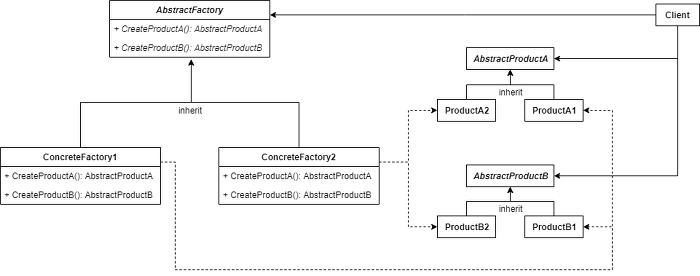 AbstractFactory
+ CreateProductA(): AbstractProductA
+ CreateProductB(): AbstractProductB
Client
AbstractProductA
inherit
ProductA2
ProductA1
inherit
ConcreteFactory1
+ CreateProductA(): AbstractProductA
+ CreateProductB(): AbstractProductB
ConcreteFactory2
+ CreateProductA(): AbstractProductA
+ CreateProductB(): AbstractProductB
AbstractProductB
inherit
ProductB2
ProductB1